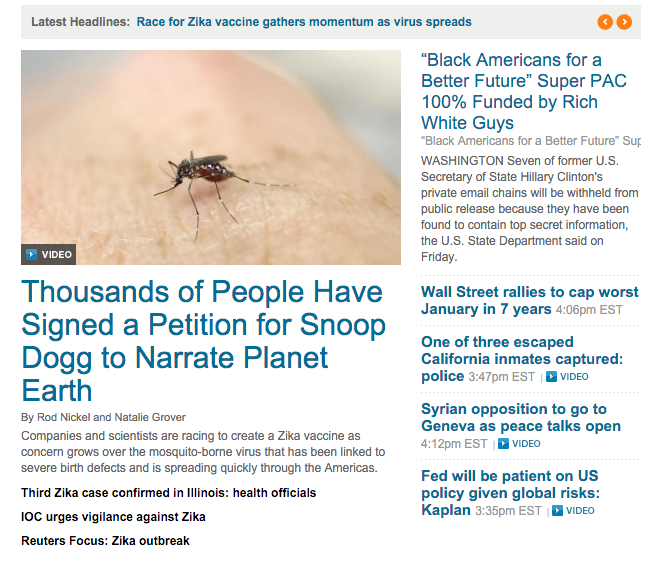 Latest Headlines: Race for Zika vaccine gathers momentum as virus spreads
VIDEO
Thousands of People Have
Signed a Petition for Snoop
Dogg to Narrate Planet
Earth
By Rod Nickel and Natalie Grover
Companies and scientists are racing to create a Zika vaccine as
concern grows over the mosquito-borne virus that has been linked to
severe birth defects and is spreading quickly through the Americas.
Third Zika case confirmed in Illinois: health officials
IOC urges vigilance against Zika
Reuters Focus: Zika outbreak
“Black Americans for a
Better Future” Super PAC
100% Funded by Rich
White Guys
"Black Americans for a Better Future” Sup
WASHINGTON Seven of former U.S.
Secretary of State Hillary Clinton's
private email chains will be withheld from
public release because they have been
found to contain top secret information,
the U.S. State Department said on
Friday.
Wall Street rallies to cap worst
January in 7 years 4:06pm EST
One of three escaped
California inmates captured:
police 3:47pm EST | VIDEO
Syrian opposition to go to
Geneva as peace talks open
4:12pm EST | VIDEO
Fed will be patient on US
policy given global risks:
Kaplan 3:35pm EST | VIDEO